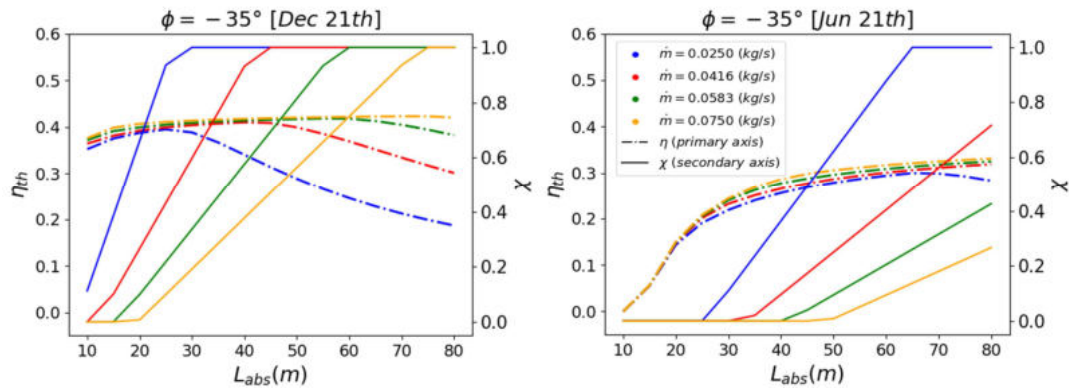 ϕ = −35° [Dec 21th]
0.6
0.5
0.4
0.3
0.2
0.1
0.0
η_th
1.0
0.8
0.6
0.4
0.2
0.0
χ
10 20 30 40 50 60 70 80
L_abs(m)
ϕ = −35° [Jun 21th]
0.6
0.5
0.4
0.3
0.2
0.1
0.0
η_th
ṁ = 0.0250 (kg/s)
ṁ = 0.0416 (kg/s)
ṁ = 0.0583 (kg/s)
ṁ = 0.0750 (kg/s)
η (primary axis)
χ (secondary axis)
1.0
0.8
0.6
0.4
0.2
0.0
χ
10 20 30 40 50 60 70 80
L_abs(m)